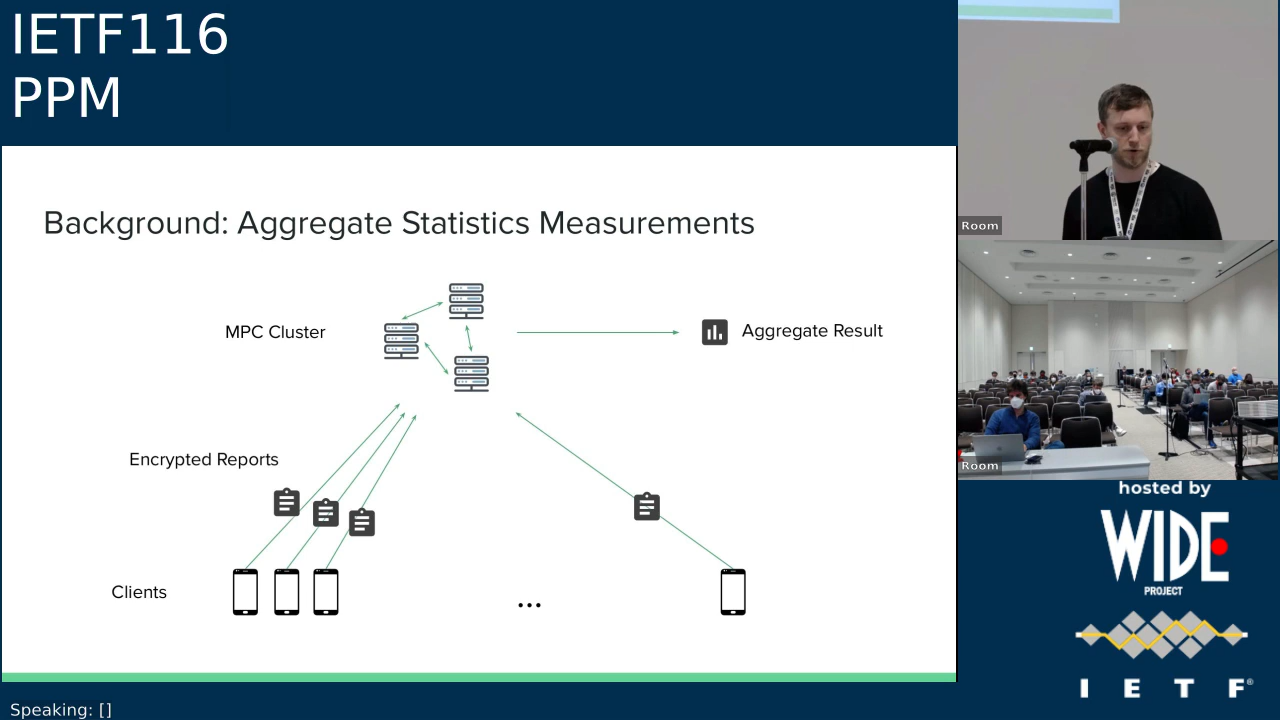 IETF116
PPM
Background: Aggregate Statistics Measurements
MPC Cluster
Aggregate Result
Encrypted Reports
Clients
...
Room
Room
hosted by
WIDE
PROJECT
I E T F®
Speaking: []